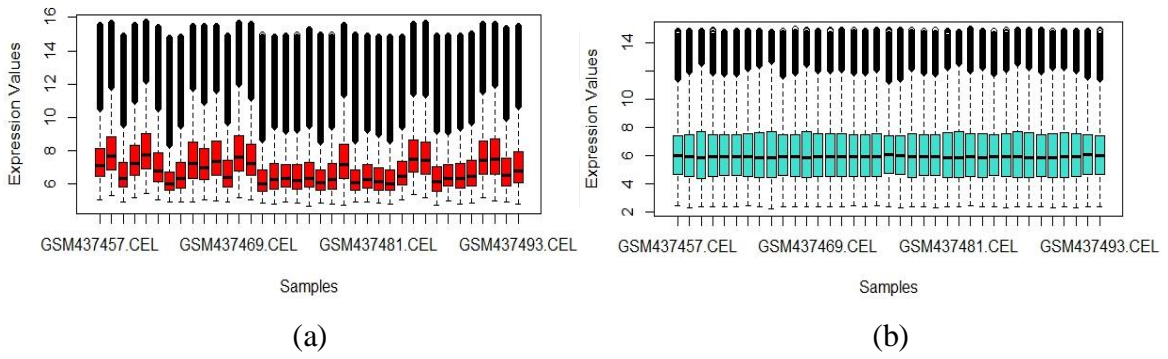 Expression Values
16
14
12
10
8
6
GSM437457.CEL GSM437469.CEL GSM437481.CEL GSM437493.CEL
Samples
(a)
Expression Values
14
10
8
6
4
2
GSM437457.CEL GSM437469.CEL GSM437481.CEL GSM437493.CEL
Samples
(b)